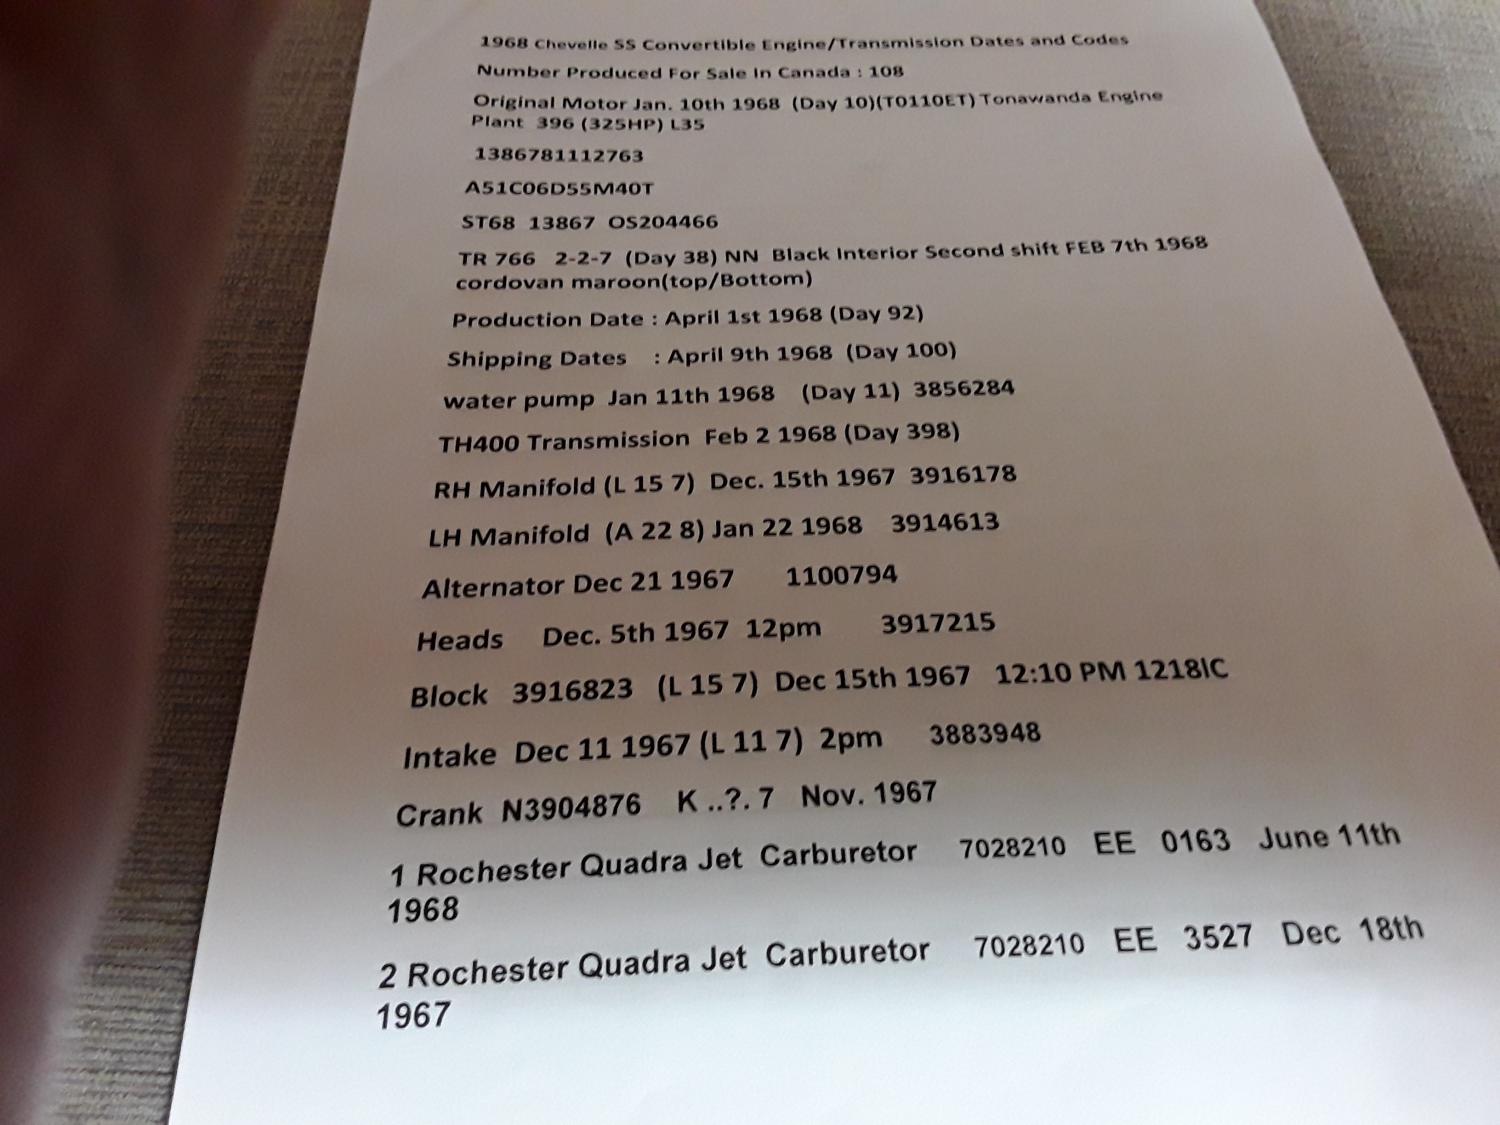 1968 Chevelle SS Convertible Engine/Transmission Dates and Codes
Number Produced For Sale In Canada : 108
Original Motor Jan. 10th 1968 (Day 10)(T0110ET) Tonawanda Engine
Plant 396 (325HP) L35
1386781112763
A51C06D55M40T
ST68 13867 OS204466
TR 766 2-2-7 (Day 38) NN Black Interior Second shift FEB 7th 1968
cordovan maroon(top/Bottom)
Production Date : April 1st 1968 (Day 92)
Shipping Dates : April 9th 1968 (Day 100)
water pump Jan 11th 1968 (Day 11) 3856284
TH400 Transmission Feb 2 1968 (Day 398)
RH Manifold (L 15 7) Dec. 15th 1967 3916178
LH Manifold (A 22 8) Jan 22 1968 3914613
Alternator Dec 21 1967 1100794
Heads Dec. 5th 1967 12pm 3917215
Block 3916823 (L 15 7) Dec 15th 1967 12:10 PM 1218IC
Intake Dec 11 1967 (L 11 7) 2pm 3883948
Crank N3904876 K ..?. 7 Nov. 1967
1 Rochester Quadra Jet Carburetor 7028210 EE 0163 June 11th
1968
2 Rochester Quadra Jet Carburetor 7028210 EE 3527 Dec 18th
1967